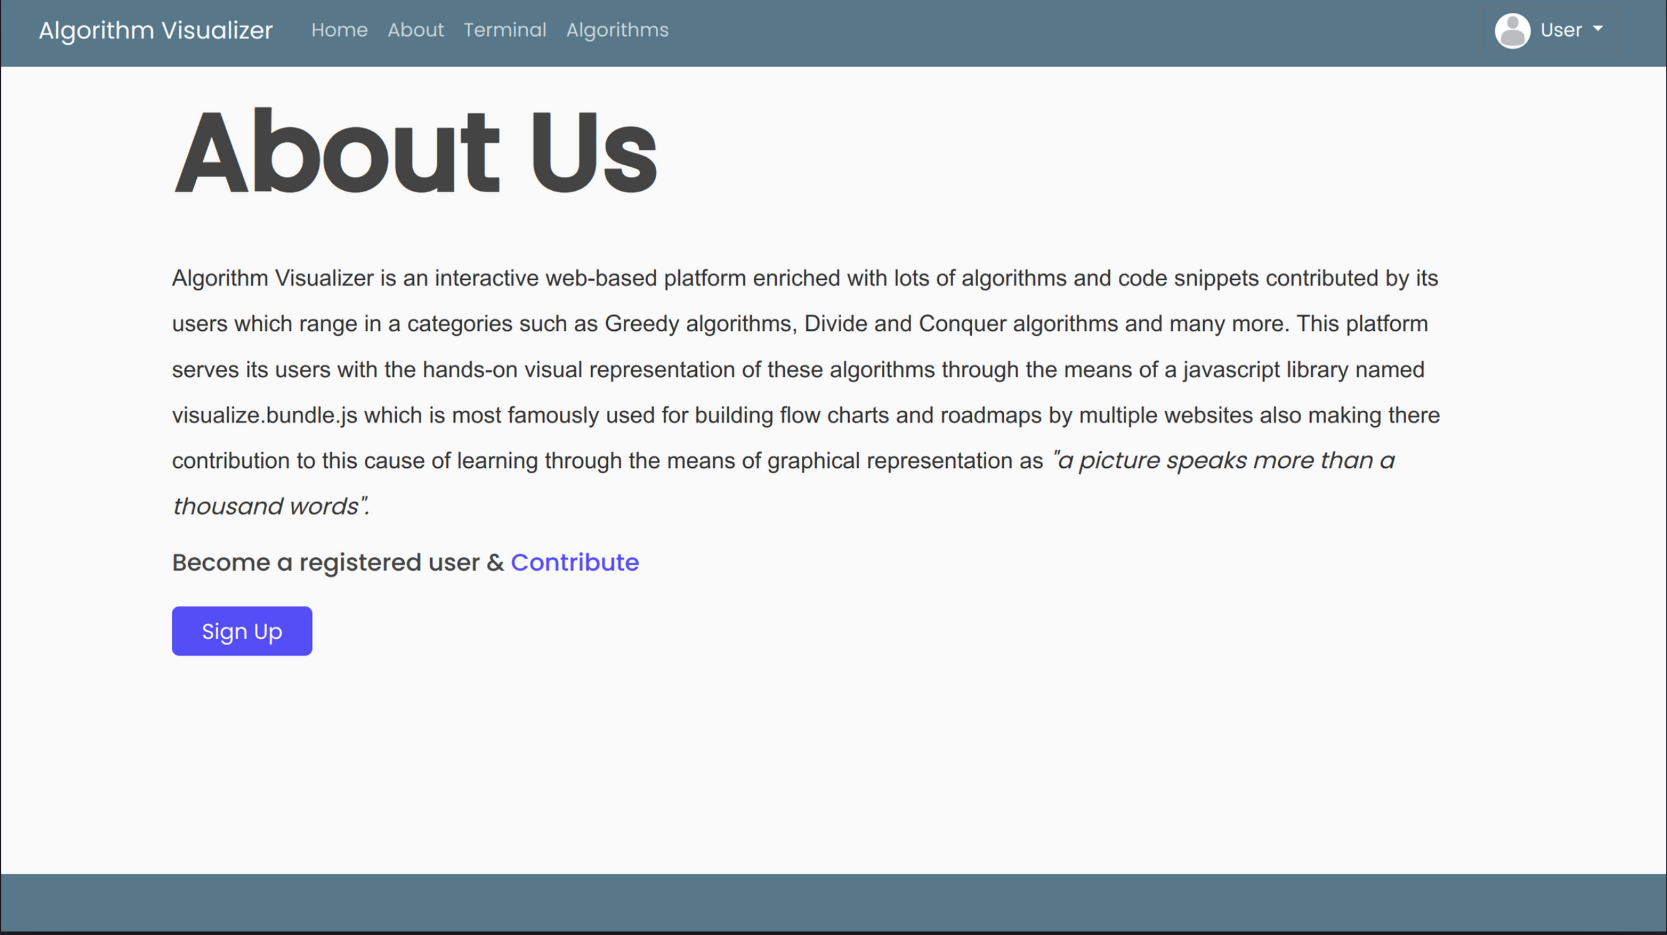 Algorithm Visualizer Home About Terminal Algorithms User
About Us
Algorithm Visualizer is an interactive web-based platform enriched with lots of algorithms and code snippets contributed by its
users which range in a categories such as Greedy algorithms, Divide and Conquer algorithms and many more. This platform
serves its users with the hands-on visual representation of these algorithms through the means of a javascript library named
visualize.bundle.js which is most famously used for building flow charts and roadmaps by multiple websites also making there
contribution to this cause of learning through the means of graphical representation as "a picture speaks more than a
thousand words".
Become a registered user & Contribute
Sign Up